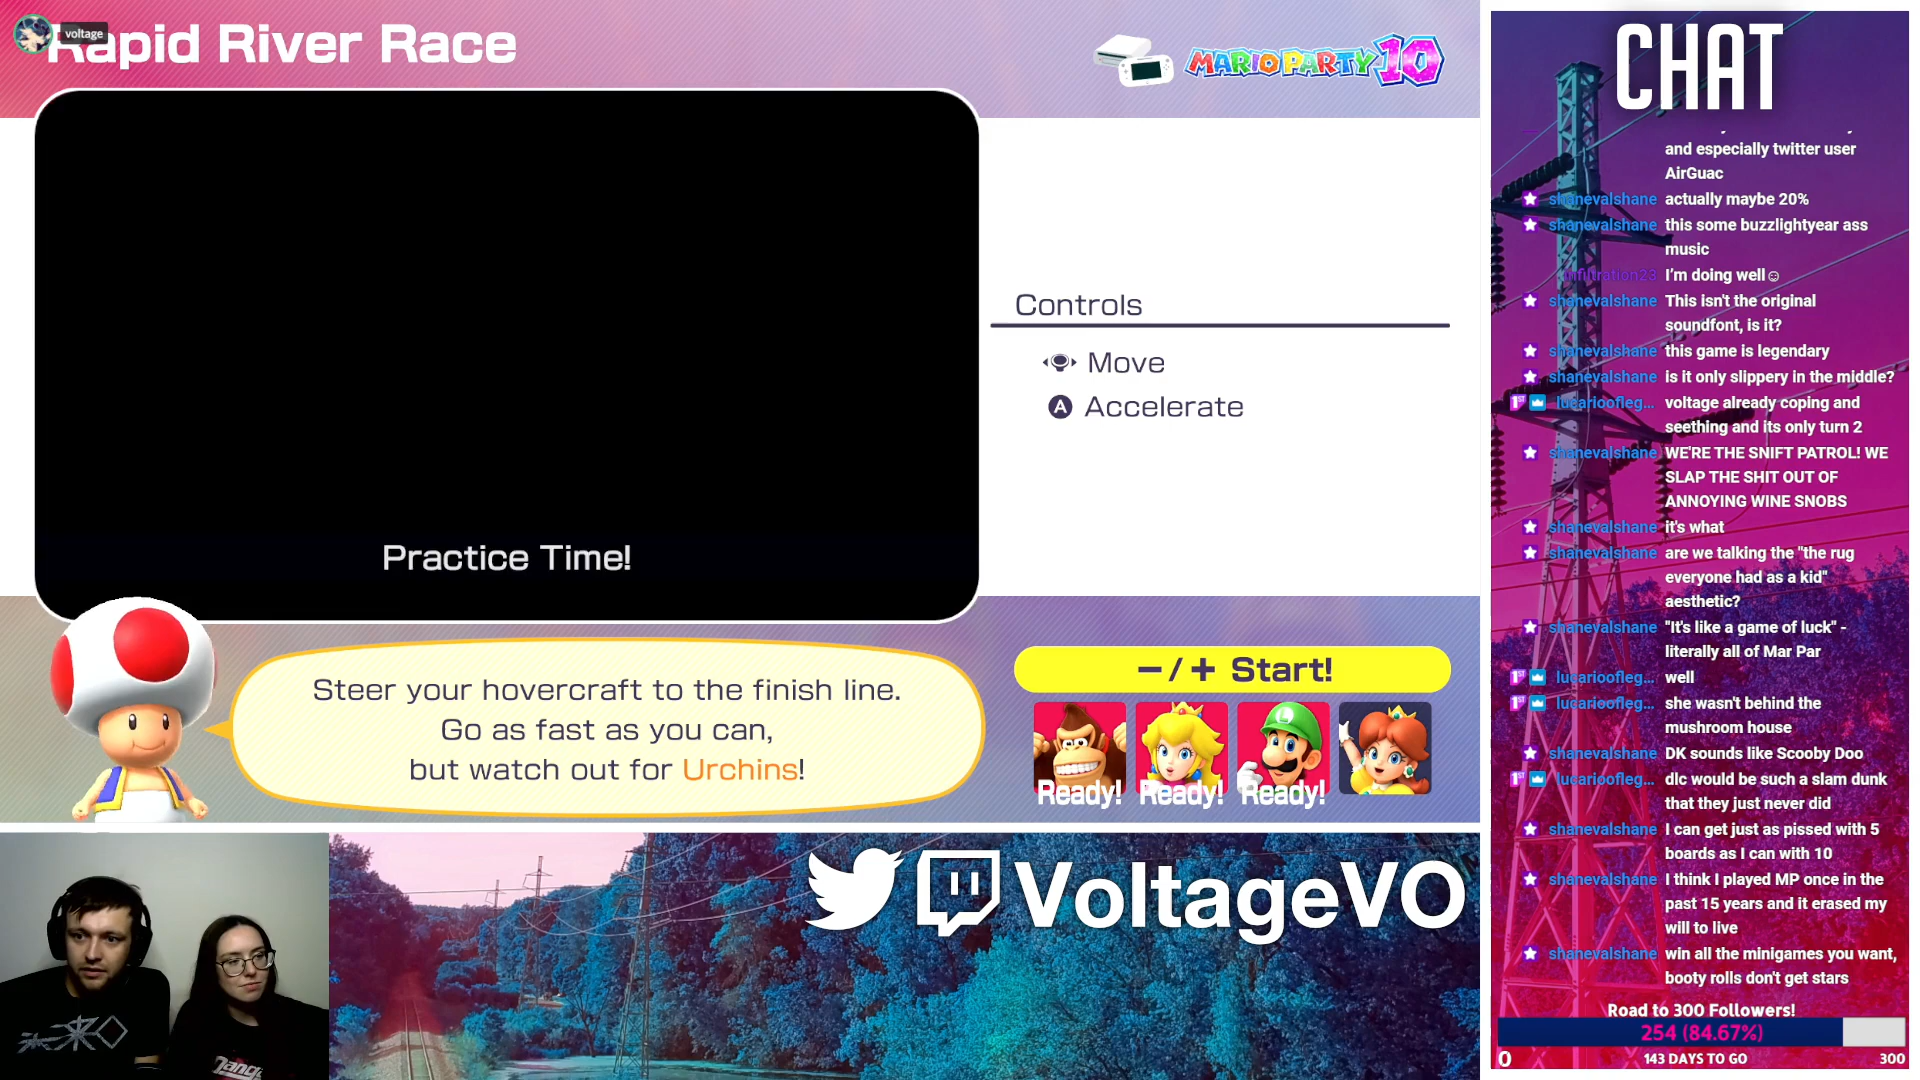 voltage
Rapid River Race
MARIO PARTY 10
Practice Time!
Controls
Move
A Accelerate
Steer your hovercraft to the finish line.
Go as fast as you can,
but watch out for Urchins!
−/+ Start!
Ready! Ready! Ready!
VoltageVO
CHAT
and especially twitter user
AirGuac
shanevalshane actually maybe 20%
shanevalshane this some buzzlightyear ass
music
infiltration23 I'm doing well☺
shanevalshane This isn't the original
soundfont, is it?
shanevalshane this game is legendary
shanevalshane is it only slippery in the middle?
lucarioofleg... voltage already coping and
seething and its only turn 2
shanevalshane WE'RE THE SNIFT PATROL! WE
SLAP THE SHIT OUT OF
ANNOYING WINE SNOBS
shanevalshane it's what
shanevalshane are we talking the "the rug
everyone had as a kid"
aesthetic?
shanevalshane "It's like a game of luck" -
literally all of Mar Par
lucarioofleg... well
lucarioofleg... she wasn't behind the
mushroom house
shanevalshane DK sounds like Scooby Doo
lucarioofleg... dlc would be such a slam dunk
that they just never did
shanevalshane I can get just as pissed with 5
boards as I can with 10
shanevalshane I think I played MP once in the
past 15 years and it erased my
will to live
shanevalshane win all the minigames you want,
booty rolls don't get stars
Road to 300 Followers!
254 (84.67%)
0 143 DAYS TO GO 300